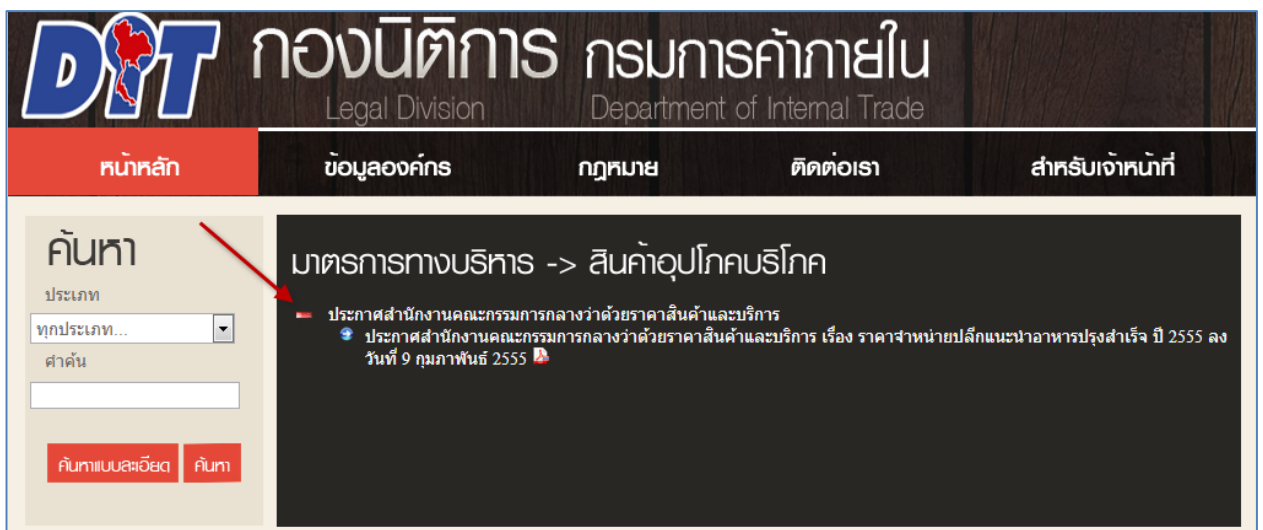 DIT กองนิติการ กรมการค้าภายใน
Legal Division Department of Internal Trade
หน้าหลัก ข้อมูลองค์กร กฎหมาย ติดต่อเรา สำหรับเจ้าหน้าที่
ค้นหา
ประเภท
ทุกประเภท...
คำค้น
ค้นหาแบบละเอียด ค้นหา
มาตรการทางบริหาร -> สินค้าอุปโภคบริโภค
ประกาศสำนักงานคณะกรรมการกลางว่าด้วยราคาสินค้าและบริการ
ประกาศสำนักงานคณะกรรมการกลางว่าด้วยราคาสินค้าและบริการ เรื่อง ราคาจำหน่ายปลีกแนะนำอาหารปรุงสำเร็จ ปี 2555 ลง
วันที่ 9 กุมภาพันธ์ 2555